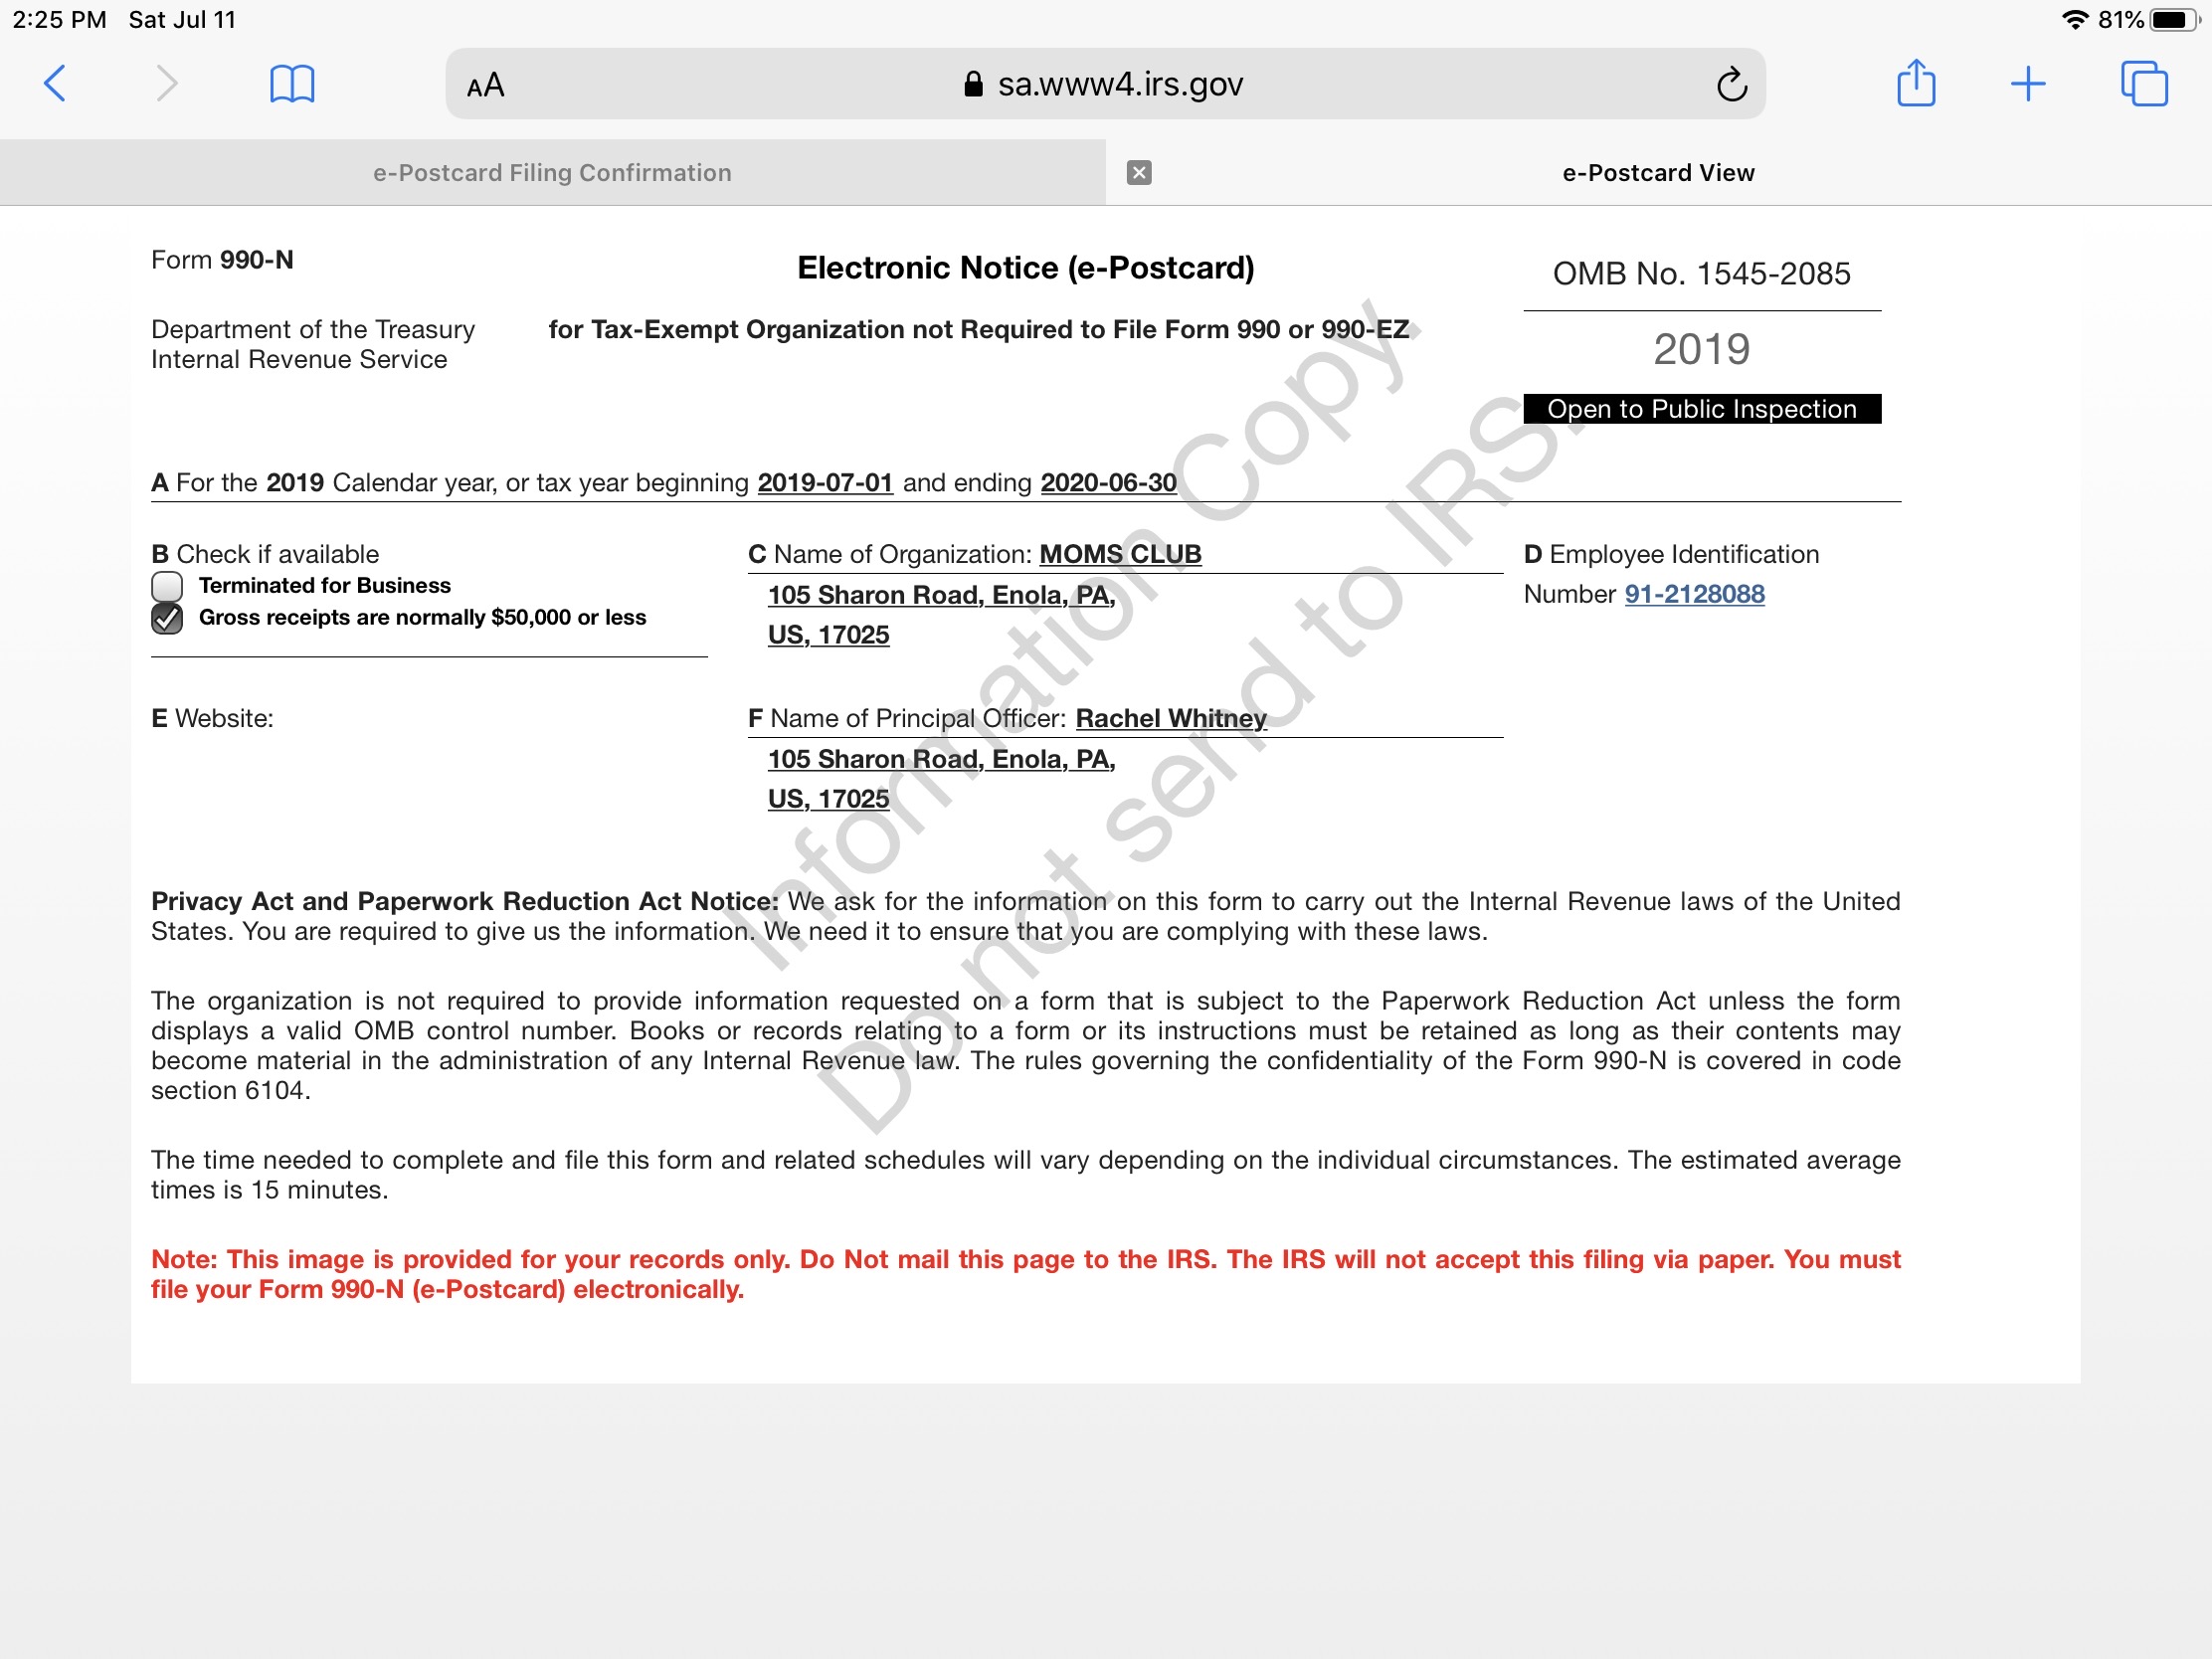 2:25 PM Sat Jul 11
81%
AA sa.www4.irs.gov
e-Postcard Filing Confirmation
e-Postcard View
Form 990-N
Electronic Notice (e-Postcard)
OMB No. 1545-2085
Department of the Treasury
Internal Revenue Service
for Tax-Exempt Organization not Required to File Form 990 or 990-EZ
2019
Open to Public Inspection
A For the 2019 Calendar year, or tax year beginning 2019-07-01 and ending 2020-06-30
B Check if available
Terminated for Business
Gross receipts are normally $50,000 or less
C Name of Organization: MOMS CLUB
105 Sharon Road, Enola, PA,
US, 17025
D Employee Identification
Number 91-2128088
E Website:
F Name of Principal Officer: Rachel Whitney
105 Sharon Road, Enola, PA,
US, 17025
Information Copy.
Do not send to IRS.
Privacy Act and Paperwork Reduction Act Notice: We ask for the information on this form to carry out the Internal Revenue laws of the United
States. You are required to give us the information. We need it to ensure that you are complying with these laws.
The organization is not required to provide information requested on a form that is subject to the Paperwork Reduction Act unless the form
displays a valid OMB control number. Books or records relating to a form or its instructions must be retained as long as their contents may
become material in the administration of any Internal Revenue law. The rules governing the confidentiality of the Form 990-N is covered in code
section 6104.
The time needed to complete and file this form and related schedules will vary depending on the individual circumstances. The estimated average
times is 15 minutes.
Note: This image is provided for your records only. Do Not mail this page to the IRS. The IRS will not accept this filing via paper. You must
file your Form 990-N (e-Postcard) electronically.